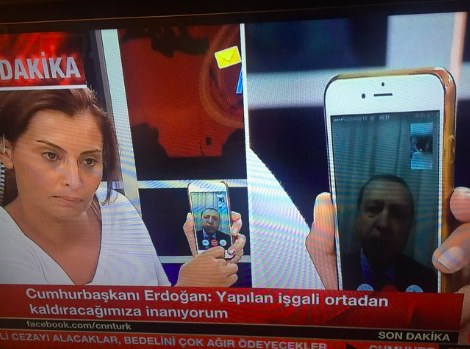 DAKİKA
Cumhurbaşkanı Erdoğan: Yapılan işgali ortadan
kaldıracağımıza inanıyorum
facebook.com/cnnturk
SON DAKİKA
Lİ CEZAYI ALACAKLAR, BEDELİNİ ÇOK AĞIR ÖDEYECEKLER